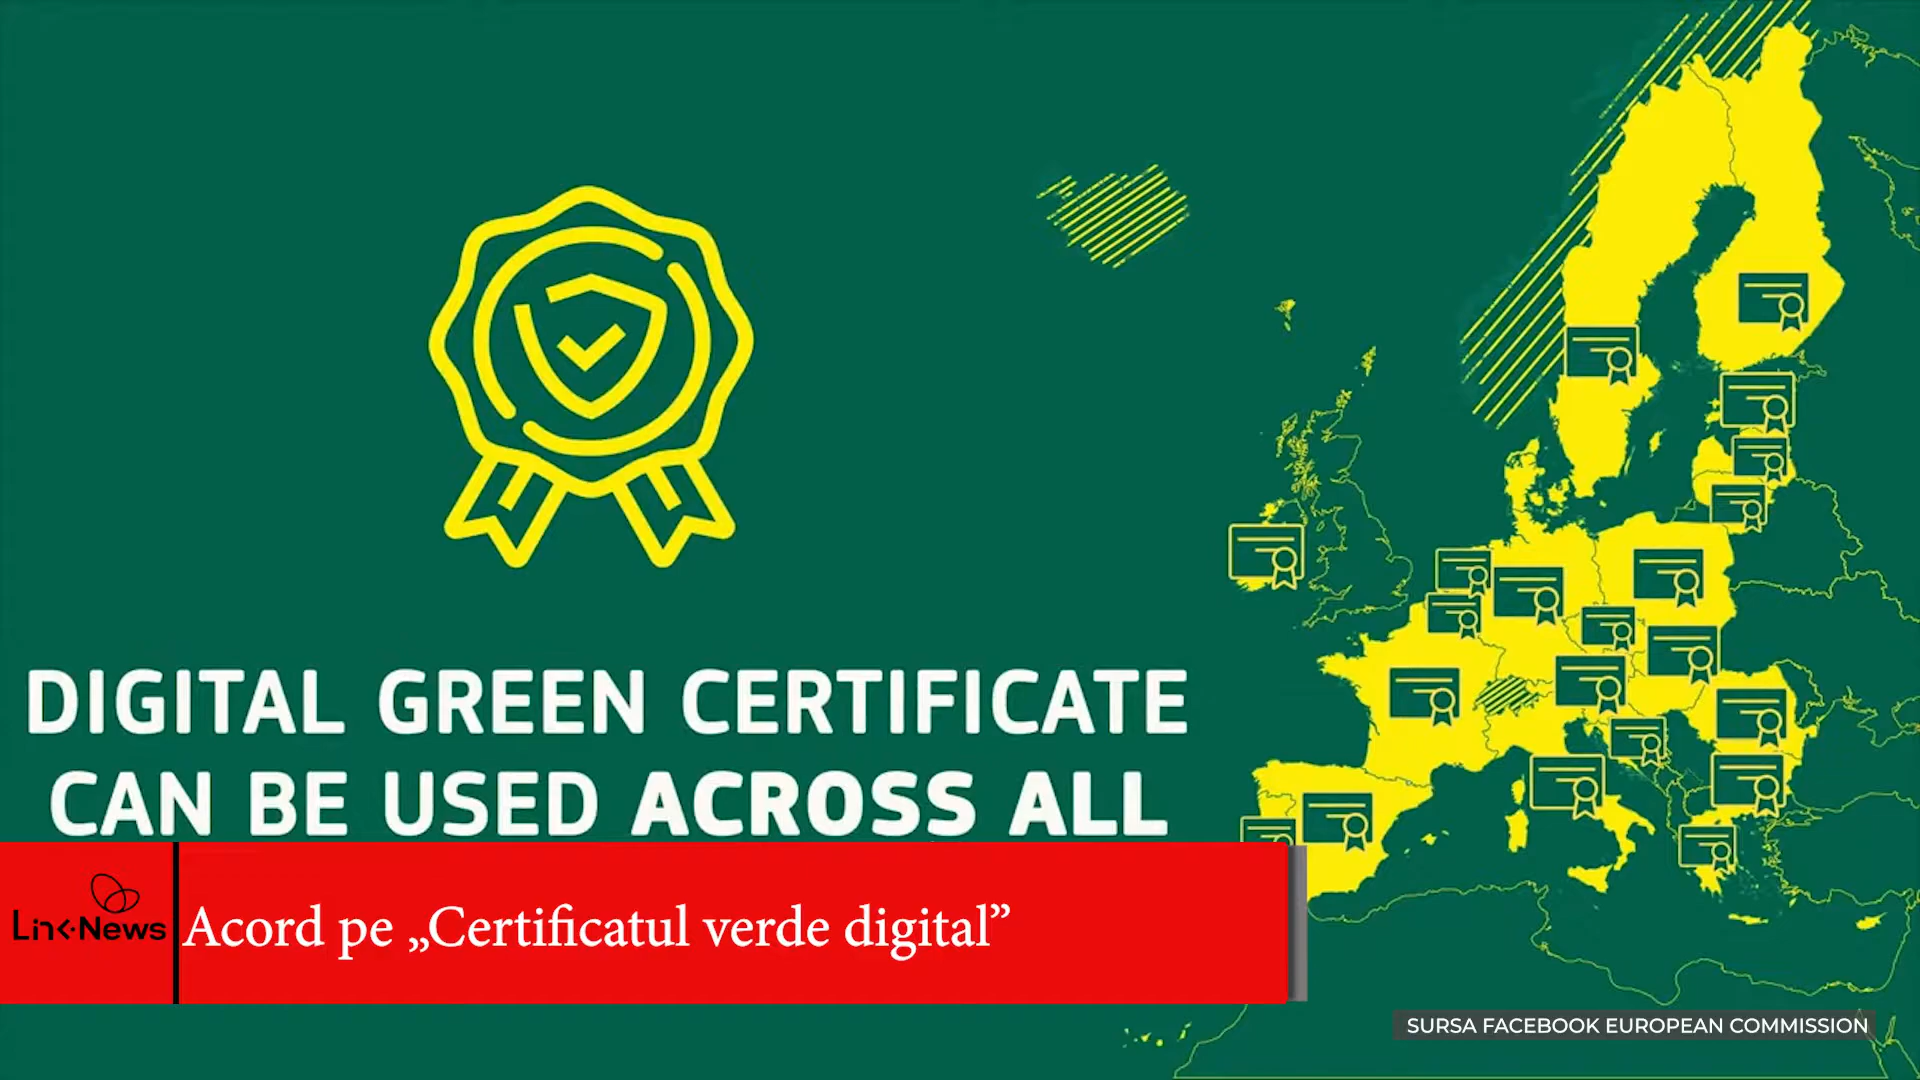 DIGITAL GREEN CERTIFICATE
CAN BE USED ACROSS ALL
Link News
Acord pe „Certificatul verde digital”
SURSA FACEBOOK EUROPEAN COMMISSION